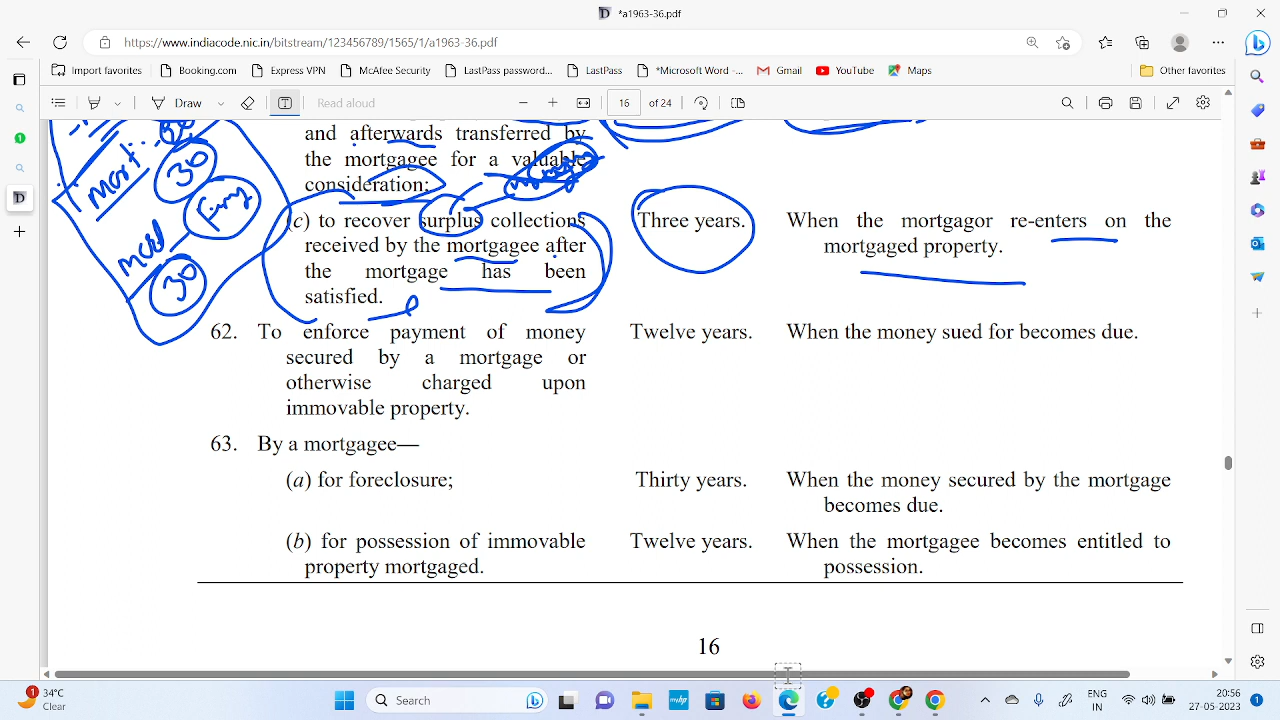 *a1963-36.pdf
https://www.indiacode.nic.in/bitstream/123456789/1565/1/a1963-36.pdf
Import favorites Booking.com Express VPN McAfee Security LastPass password... LastPass *Microsoft Word -... Gmail YouTube Maps Other favorites
Draw Read aloud 16 of 24
and afterwards transferred by
the mortgagee for a valuable
consideration;
(c) to recover surplus collections Three years. When the mortgagor re-enters on the
received by the mortgagee after mortgaged property.
the mortgage has been
satisfied.
mort.
30
30
62. To enforce payment of money Twelve years. When the money sued for becomes due.
secured by a mortgage or
otherwise charged upon
immovable property.
63. By a mortgagee—
(a) for foreclosure; Thirty years. When the money secured by the mortgage
becomes due.
(b) for possession of immovable Twelve years. When the mortgagee becomes entitled to
property mortgaged. possession.
16
1 34°C
Clear
Search
ENG
IN
20:56
27-05-2023
1